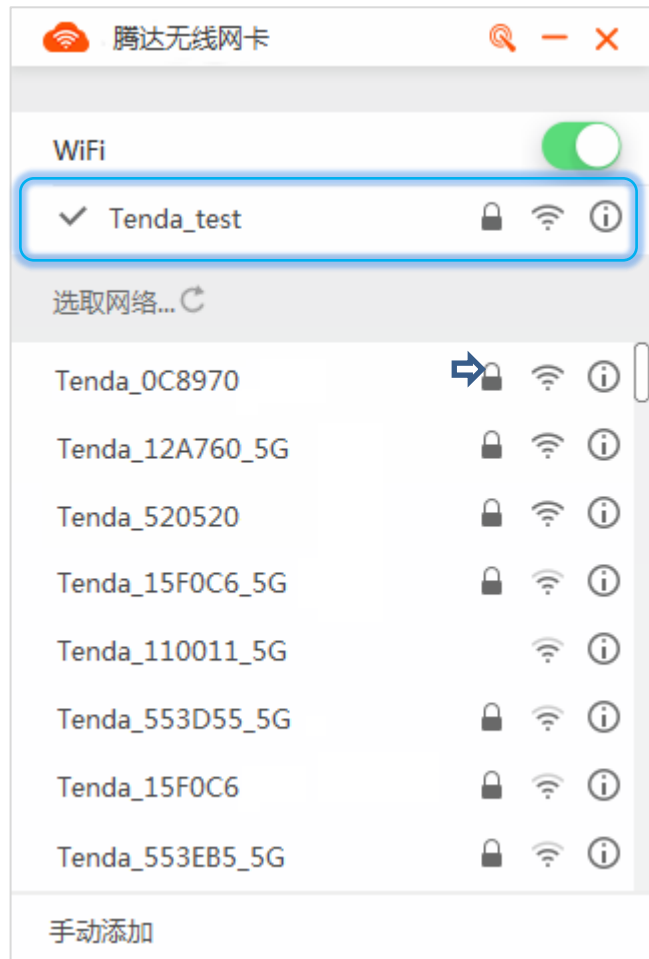 腾达无线网卡
WiFi
Tenda_test
选取网络...
Tenda_0C8970
Tenda_12A760_5G
Tenda_520520
Tenda_15F0C6_5G
Tenda_110011_5G
Tenda_553D55_5G
Tenda_15F0C6
Tenda_553EB5_5G
手动添加